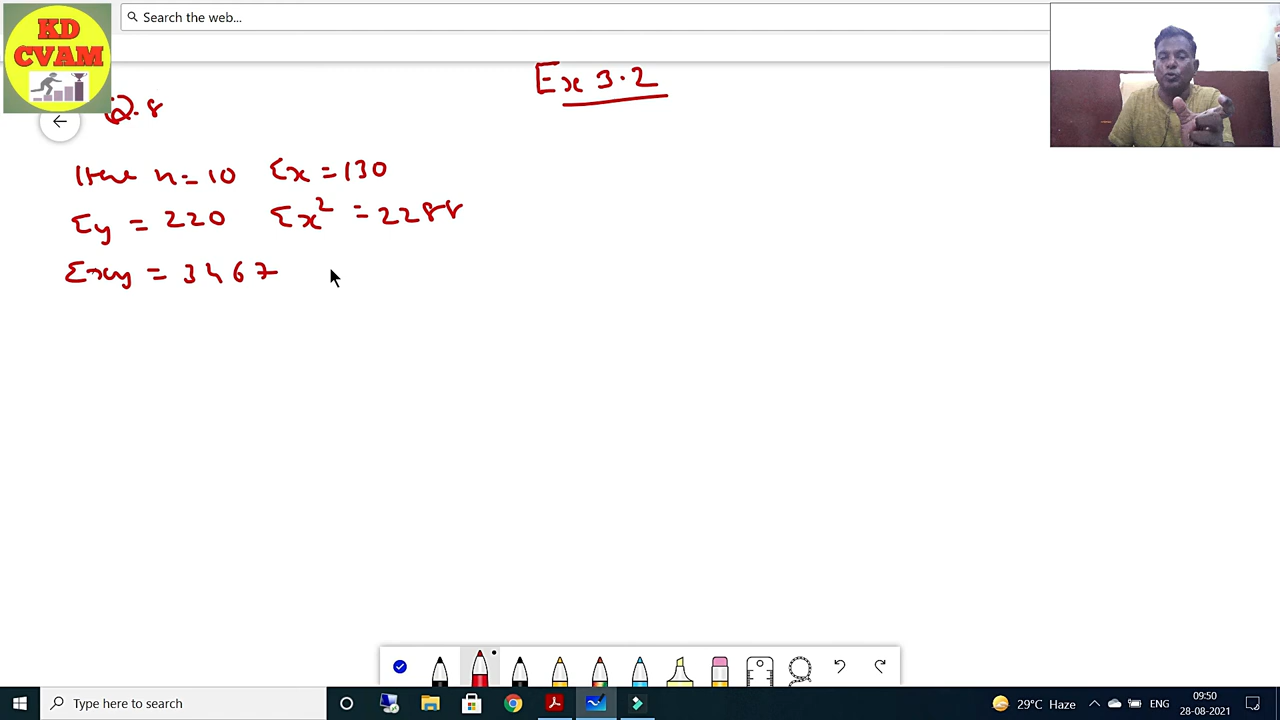 KD
CVAM
Search the web...
Ex 3.2
Q.8
Here n = 10 Σx = 130
Σy = 220 Σx² = 2288
Σxy = 3467
Type here to search
29°C Haze
ENG
09:50
28-08-2021